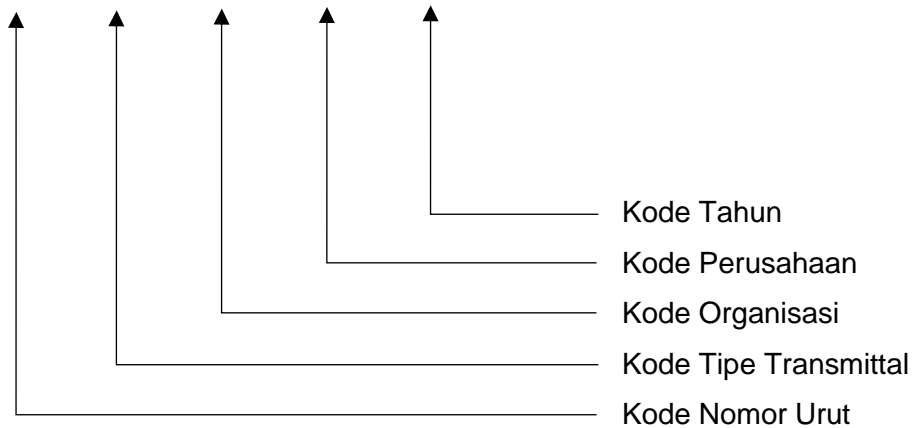 Kode Tahun
Kode Perusahaan
Kode Organisasi
Kode Tipe Transmittal
Kode Nomor Urut